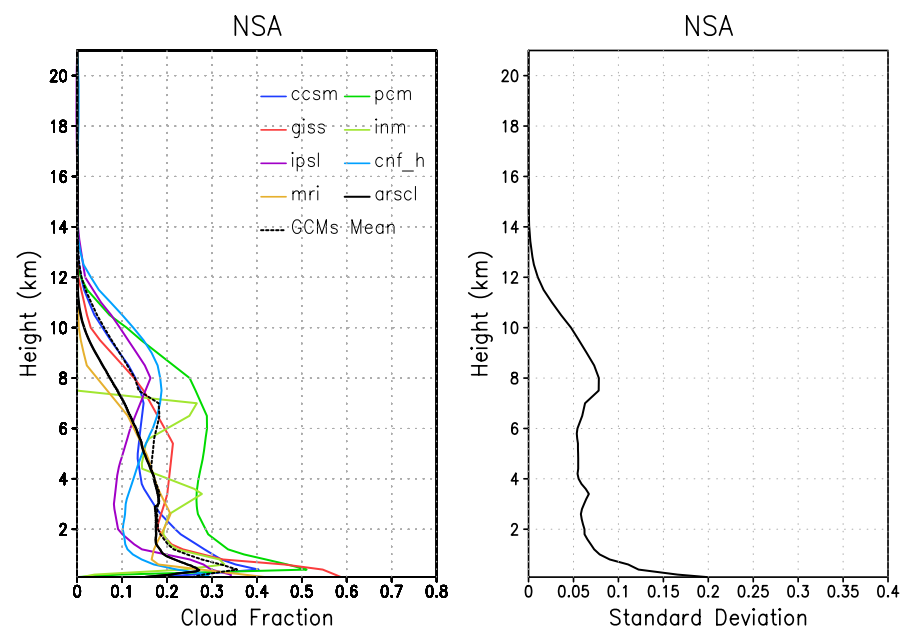 NSA
20
18
16
14
12
10
8
6
4
2
Height (km)
ccsm pcm
giss inm
ipsl cnf_h
mri arscl
GCMs Mean
0 0.1 0.2 0.3 0.4 0.5 0.6 0.7 0.8
Cloud Fraction
NSA
20
18
16
14
12
10
8
6
4
2
Height (km)
0 0.05 0.1 0.15 0.2 0.25 0.3 0.35 0.4
Standard Deviation